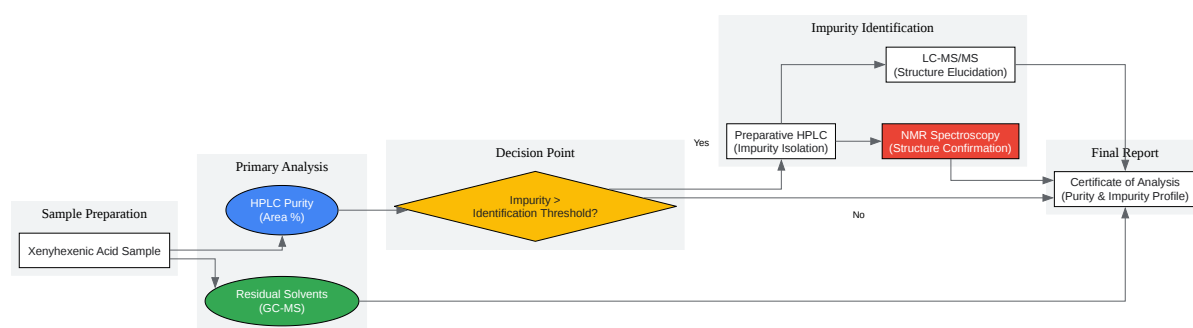 Impurity Identification
LC-MS/MS
(Structure Elucidation)
Yes
Preparative HPLC
(Impurity Isolation)
NMR Spectroscopy
(Structure Confirmation)
Decision Point
Final Report
Primary Analysis
Impurity >
Identification Threshold?
Certificate of Analysis
(Purity & Impurity Profile)
HPLC Purity
(Area %)
No
Sample Preparation
Xenyhexenic Acid Sample
Residual Solvents
(GC-MS)